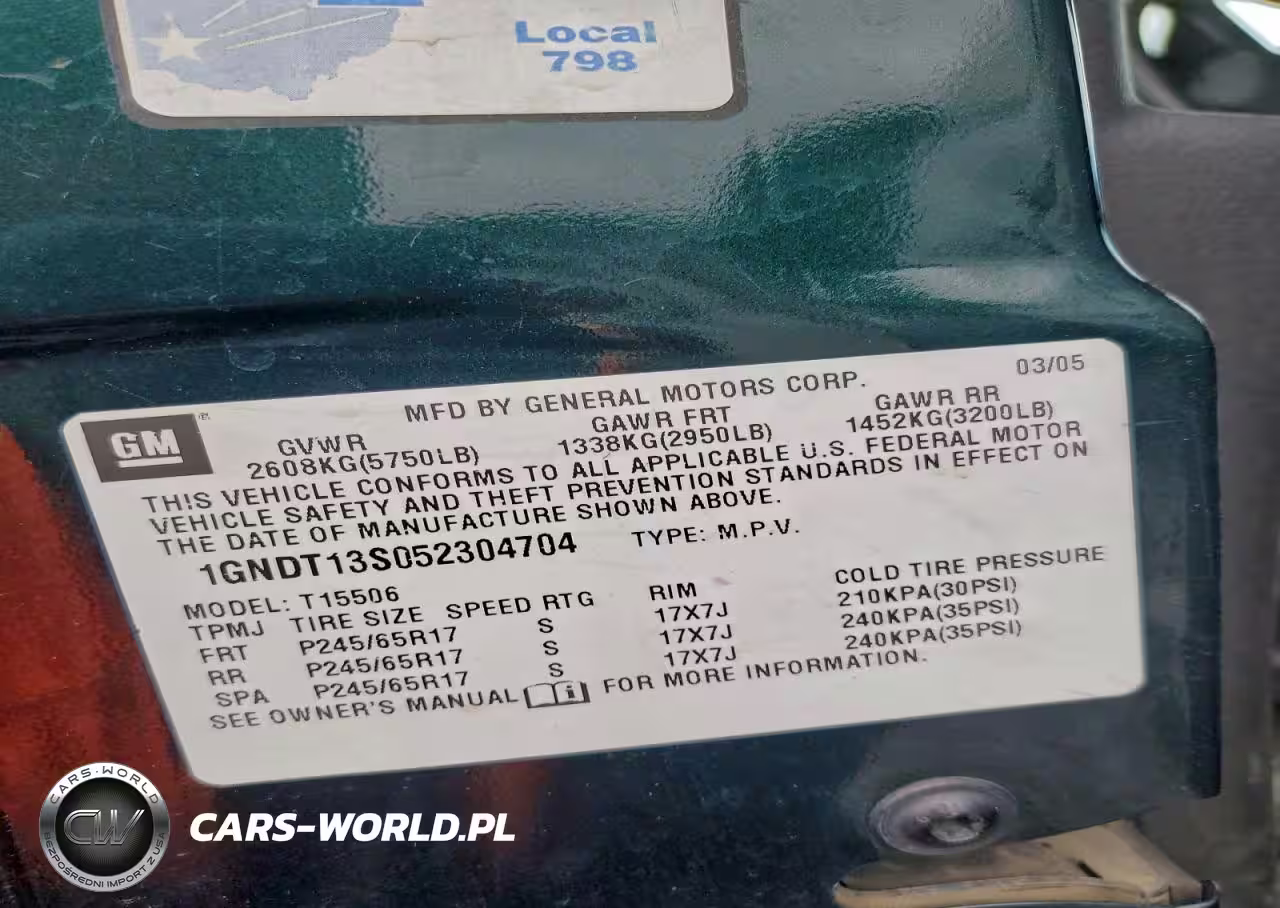 Local
798
03/05
MFD BY GENERAL MOTORS CORP.
GM
GVWR GAWR FRT GAWR RR
2608KG(5750LB) 1338KG(2950LB) 1452KG(3200LB)
THIS VEHICLE CONFORMS TO ALL APPLICABLE U.S. FEDERAL MOTOR
VEHICLE SAFETY AND THEFT PREVENTION STANDARDS IN EFFECT ON
THE DATE OF MANUFACTURE SHOWN ABOVE.
1GNDT13S052304704 TYPE: M.P.V.
MODEL: T15506
TPMJ TIRE SIZE SPEED RTG RIM COLD TIRE PRESSURE
FRT P245/65R17 S 17X7J 210KPA(30PSI)
RR P245/65R17 S 17X7J 240KPA(35PSI)
SPA P245/65R17 S 17X7J 240KPA(35PSI)
SEE OWNER'S MANUAL i FOR MORE INFORMATION.
CARS-WORLD
CW
BEZPOŚREDNI IMPORT Z USA
CARS-WORLD.PL